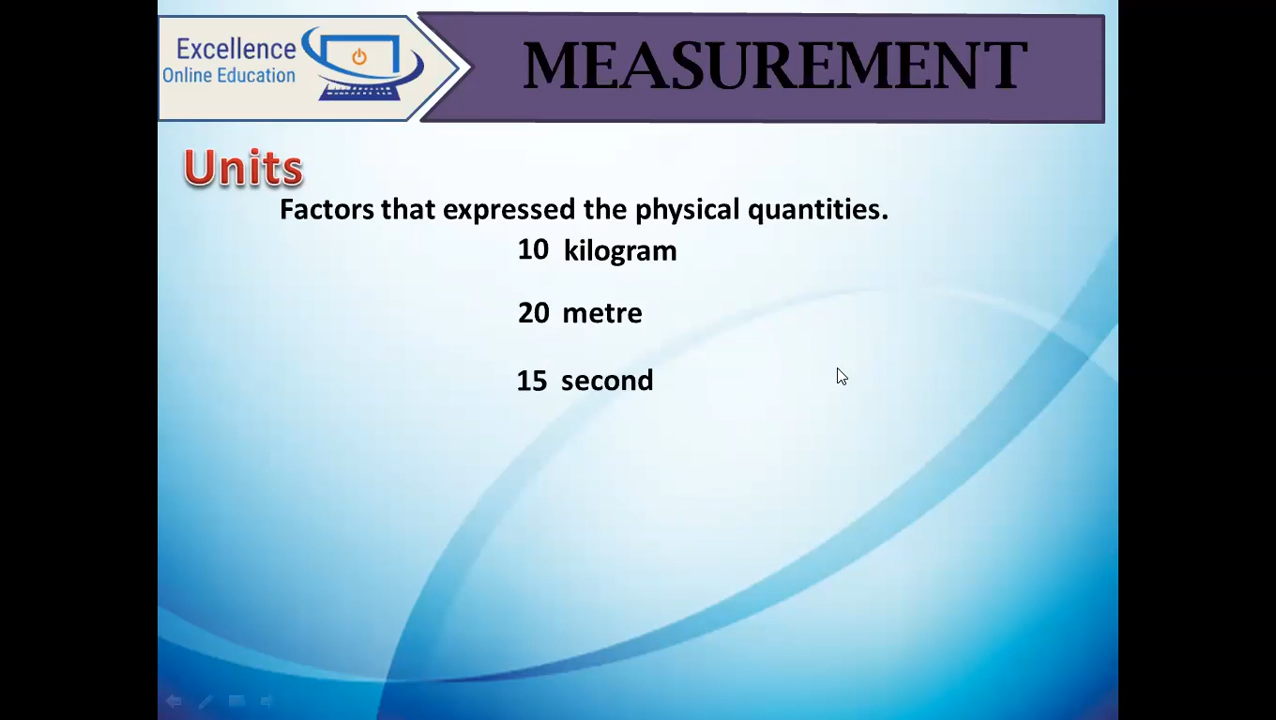 Excellence
Online Education
MEASUREMENT
Units
Factors that expressed the physical quantities.
10 kilogram
20 metre
15 second